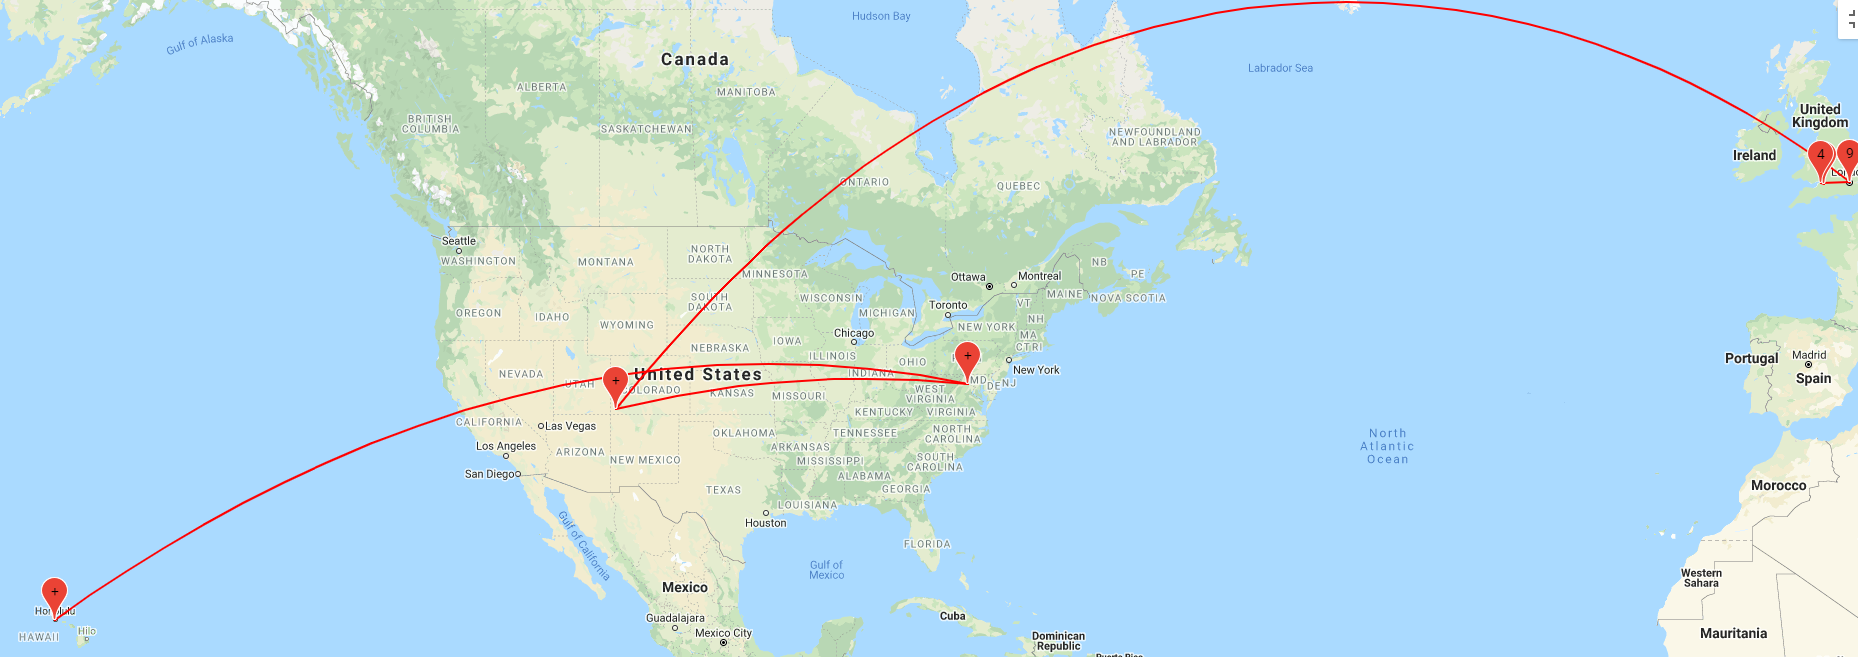 Hudson Bay
Gulf of Alaska
Canada
Labrador Sea
ALBERTA
MANITOBA
United
Kingdom
BRITISH
COLUMBIA
SASKATCHEWAN
NEWFOUNDLAND
AND LABRADOR
Ireland
4
9
ONTARIO
QUEBEC
Seattle
WASHINGTON
MONTANA
NORTH
DAKOTA
MINNESOTA
Ottawa
Montreal
NB
PE
MAINE
NOVA SCOTIA
OREGON
IDAHO
WYOMING
SOUTH
DAKOTA
WISCONSIN
MICHIGAN
Toronto
VT
NH
NEW YORK
MA
CT RI
Chicago
IOWA
NEBRASKA
ILLINOIS
INDIANA
OHIO
+
New York
Portugal
Madrid
Spain
NEVADA
UTAH
+
United States
COLORADO
KANSAS
MISSOURI
WEST
VIRGINIA
MD
DE
NJ
KENTUCKY
VIRGINIA
CALIFORNIA
Las Vegas
Los Angeles
ARIZONA
NEW MEXICO
OKLAHOMA
ARKANSAS
TENNESSEE
NORTH
CAROLINA
MISSISSIPPI
SOUTH
CAROLINA
ALABAMA
GEORGIA
San Diego
TEXAS
LOUISIANA
Houston
FLORIDA
North
Atlantic
Ocean
Morocco
Gulf of California
Gulf of
Mexico
Western
Sahara
Mexico
+
HAWAII
Hilo
Guadalajara
Mexico City
Cuba
Dominican
Republic
Mauritania